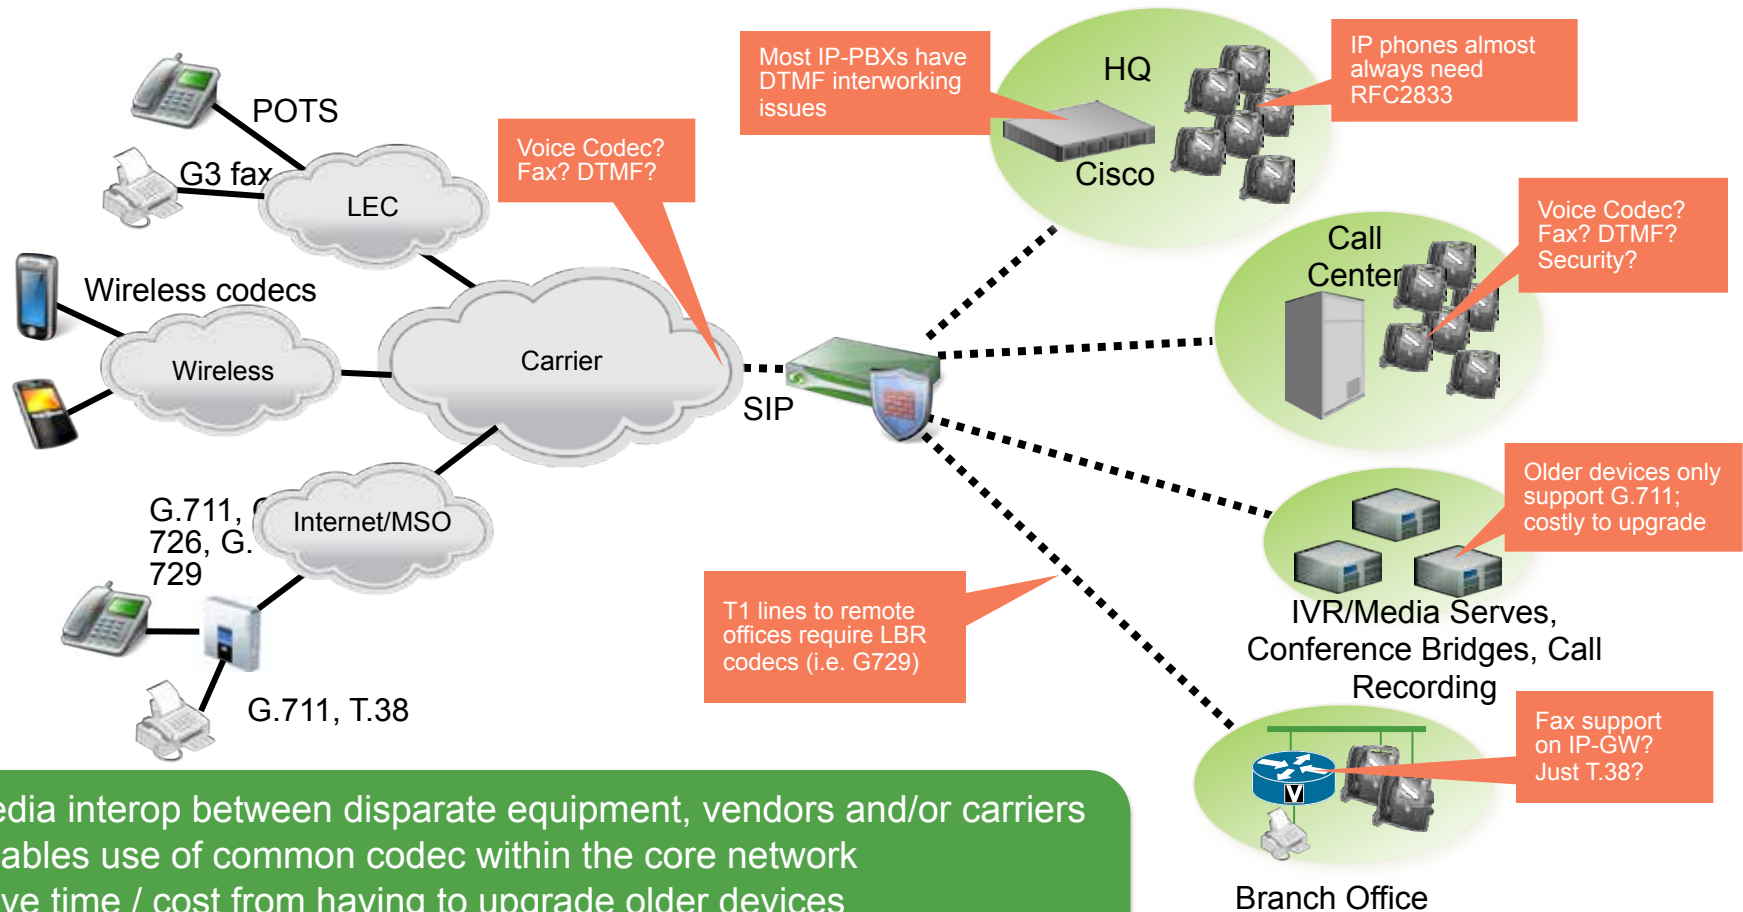 POTS
G3 fax
LEC
Voice Codec?
Fax? DTMF?
Most IP-PBXs have
DTMF interworking
issues
HQ
Cisco
IP phones almost
always need
RFC2833
Wireless codecs
Wireless
Carrier
SIP
Call
Center
Voice Codec?
Fax? DTMF?
Security?
G.711,
726, G.
729
Internet/MSO
G.711, T.38
T1 lines to remote
offices require LBR
codecs (i.e. G729)
Older devices only
support G.711;
costly to upgrade
IVR/Media Serves,
Conference Bridges, Call
Recording
Fax support
on IP-GW?
Just T.38?
V
Branch Office
edia interop between disparate equipment, vendors and/or carriers
ables use of common codec within the core network
ve time / cost from having to upgrade older devices